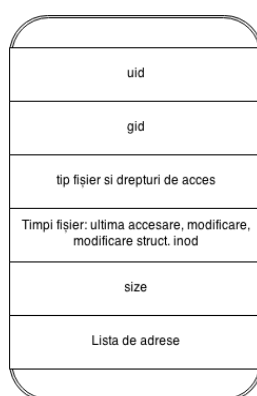 uid
gid
tip fișier si drepturi de acces
Timpi fișier: ultima accesare, modificare,
modificare struct. inod
size
Lista de adrese